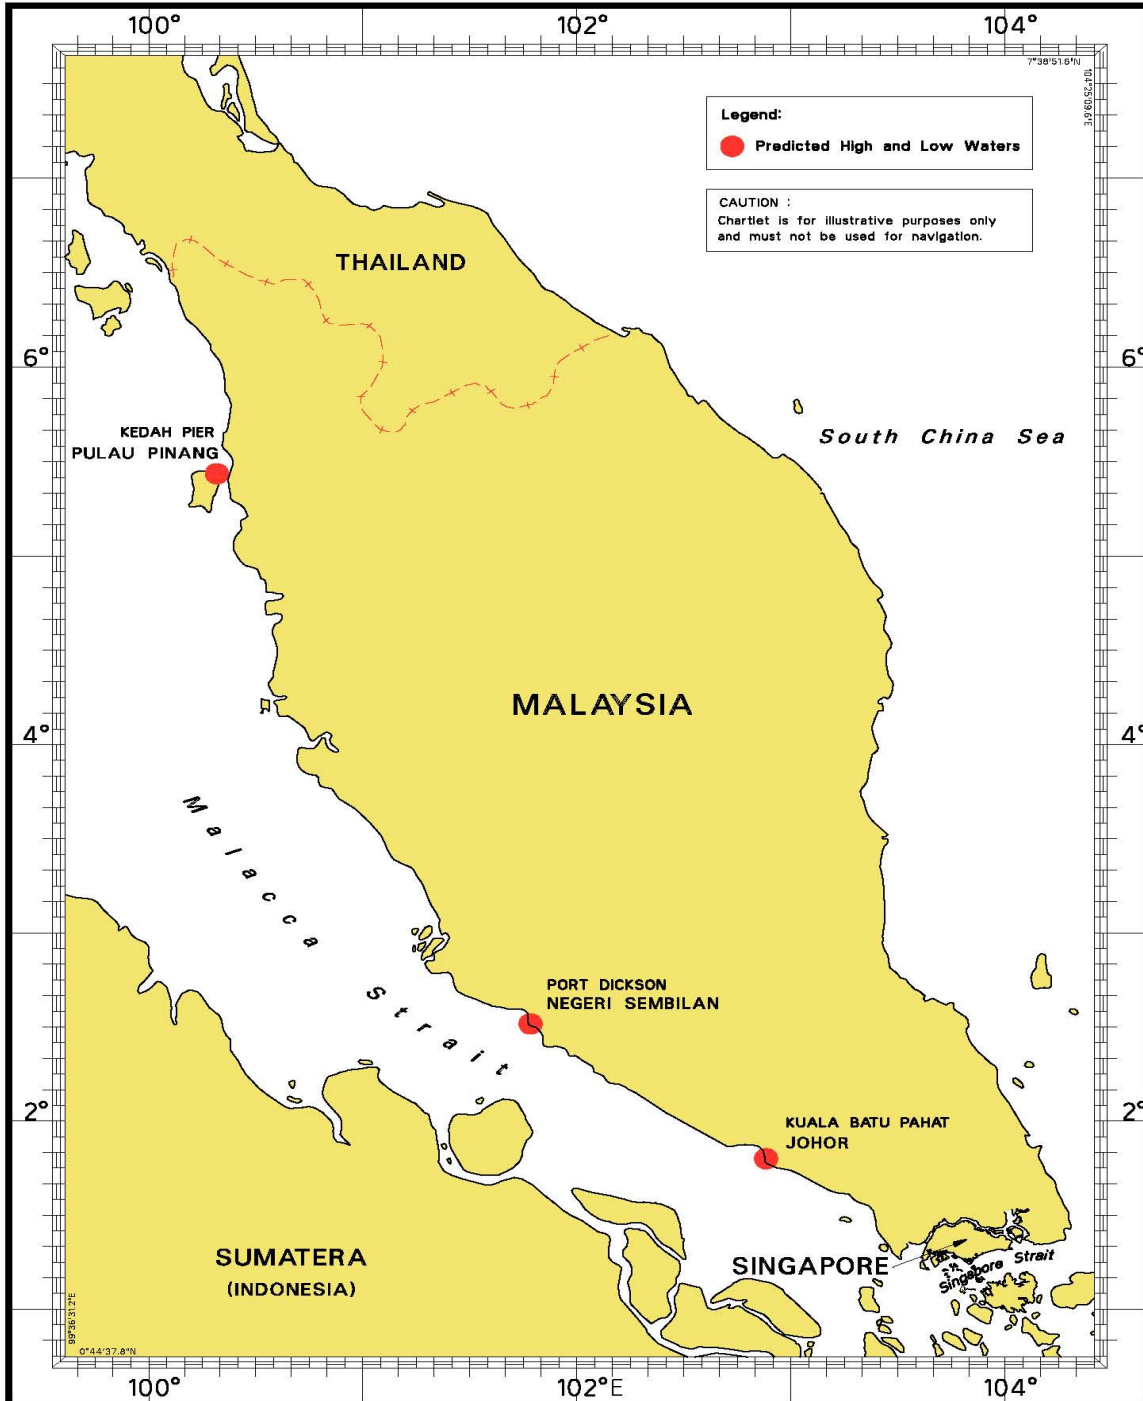 100°
102°
104°
7°38'51.6"N
104°25'09.6"E
Legend:
Predicted High and Low Waters
CAUTION :
Chartlet is for illustrative purposes only
and must not be used for navigation.
THAILAND
6°
6°
KEDAH PIER
PULAU PINANG
South China Sea
MALAYSIA
4°
4°
Malacca Strait
PORT DICKSON
NEGERI SEMBILAN
2°
2°
KUALA BATU PAHAT
JOHOR
SUMATERA
(INDONESIA)
SINGAPORE
Singapore Strait
99°36'31.2"E
0°44'37.8"N
100°
102°E
104°